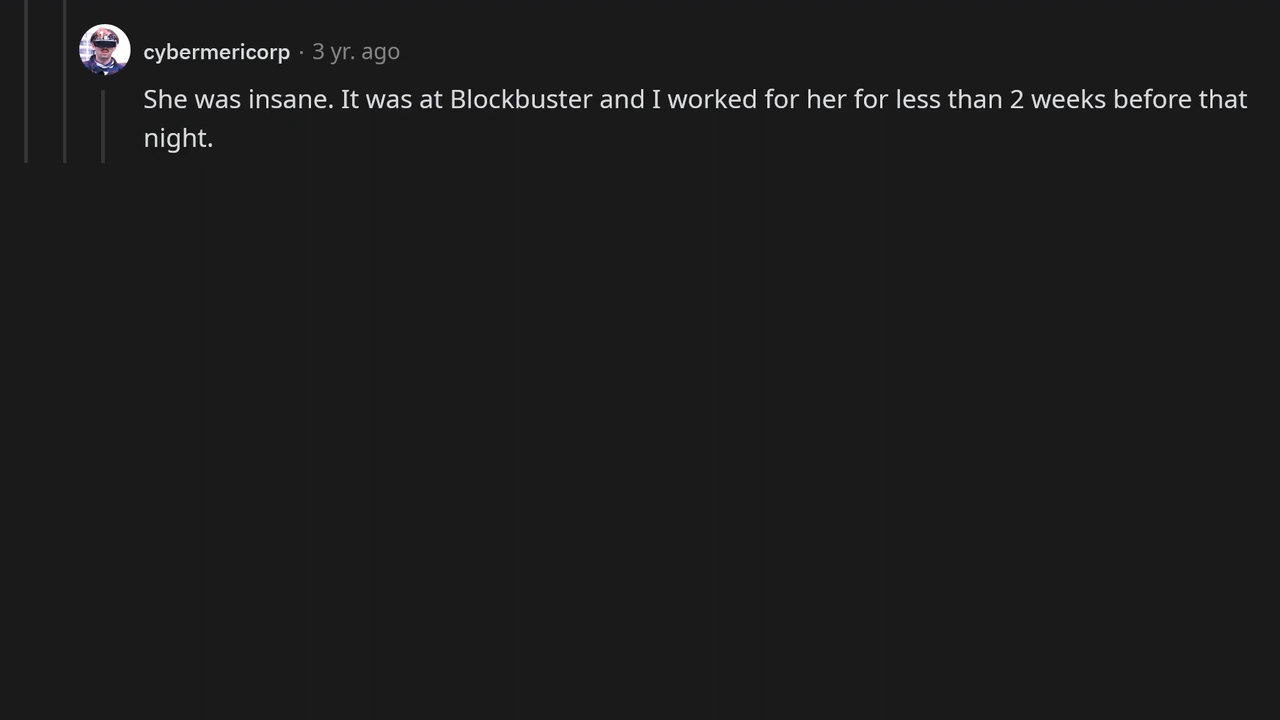 cybermericorp · 3 yr. ago
She was insane. It was at Blockbuster and I worked for her for less than 2 weeks before that
night.